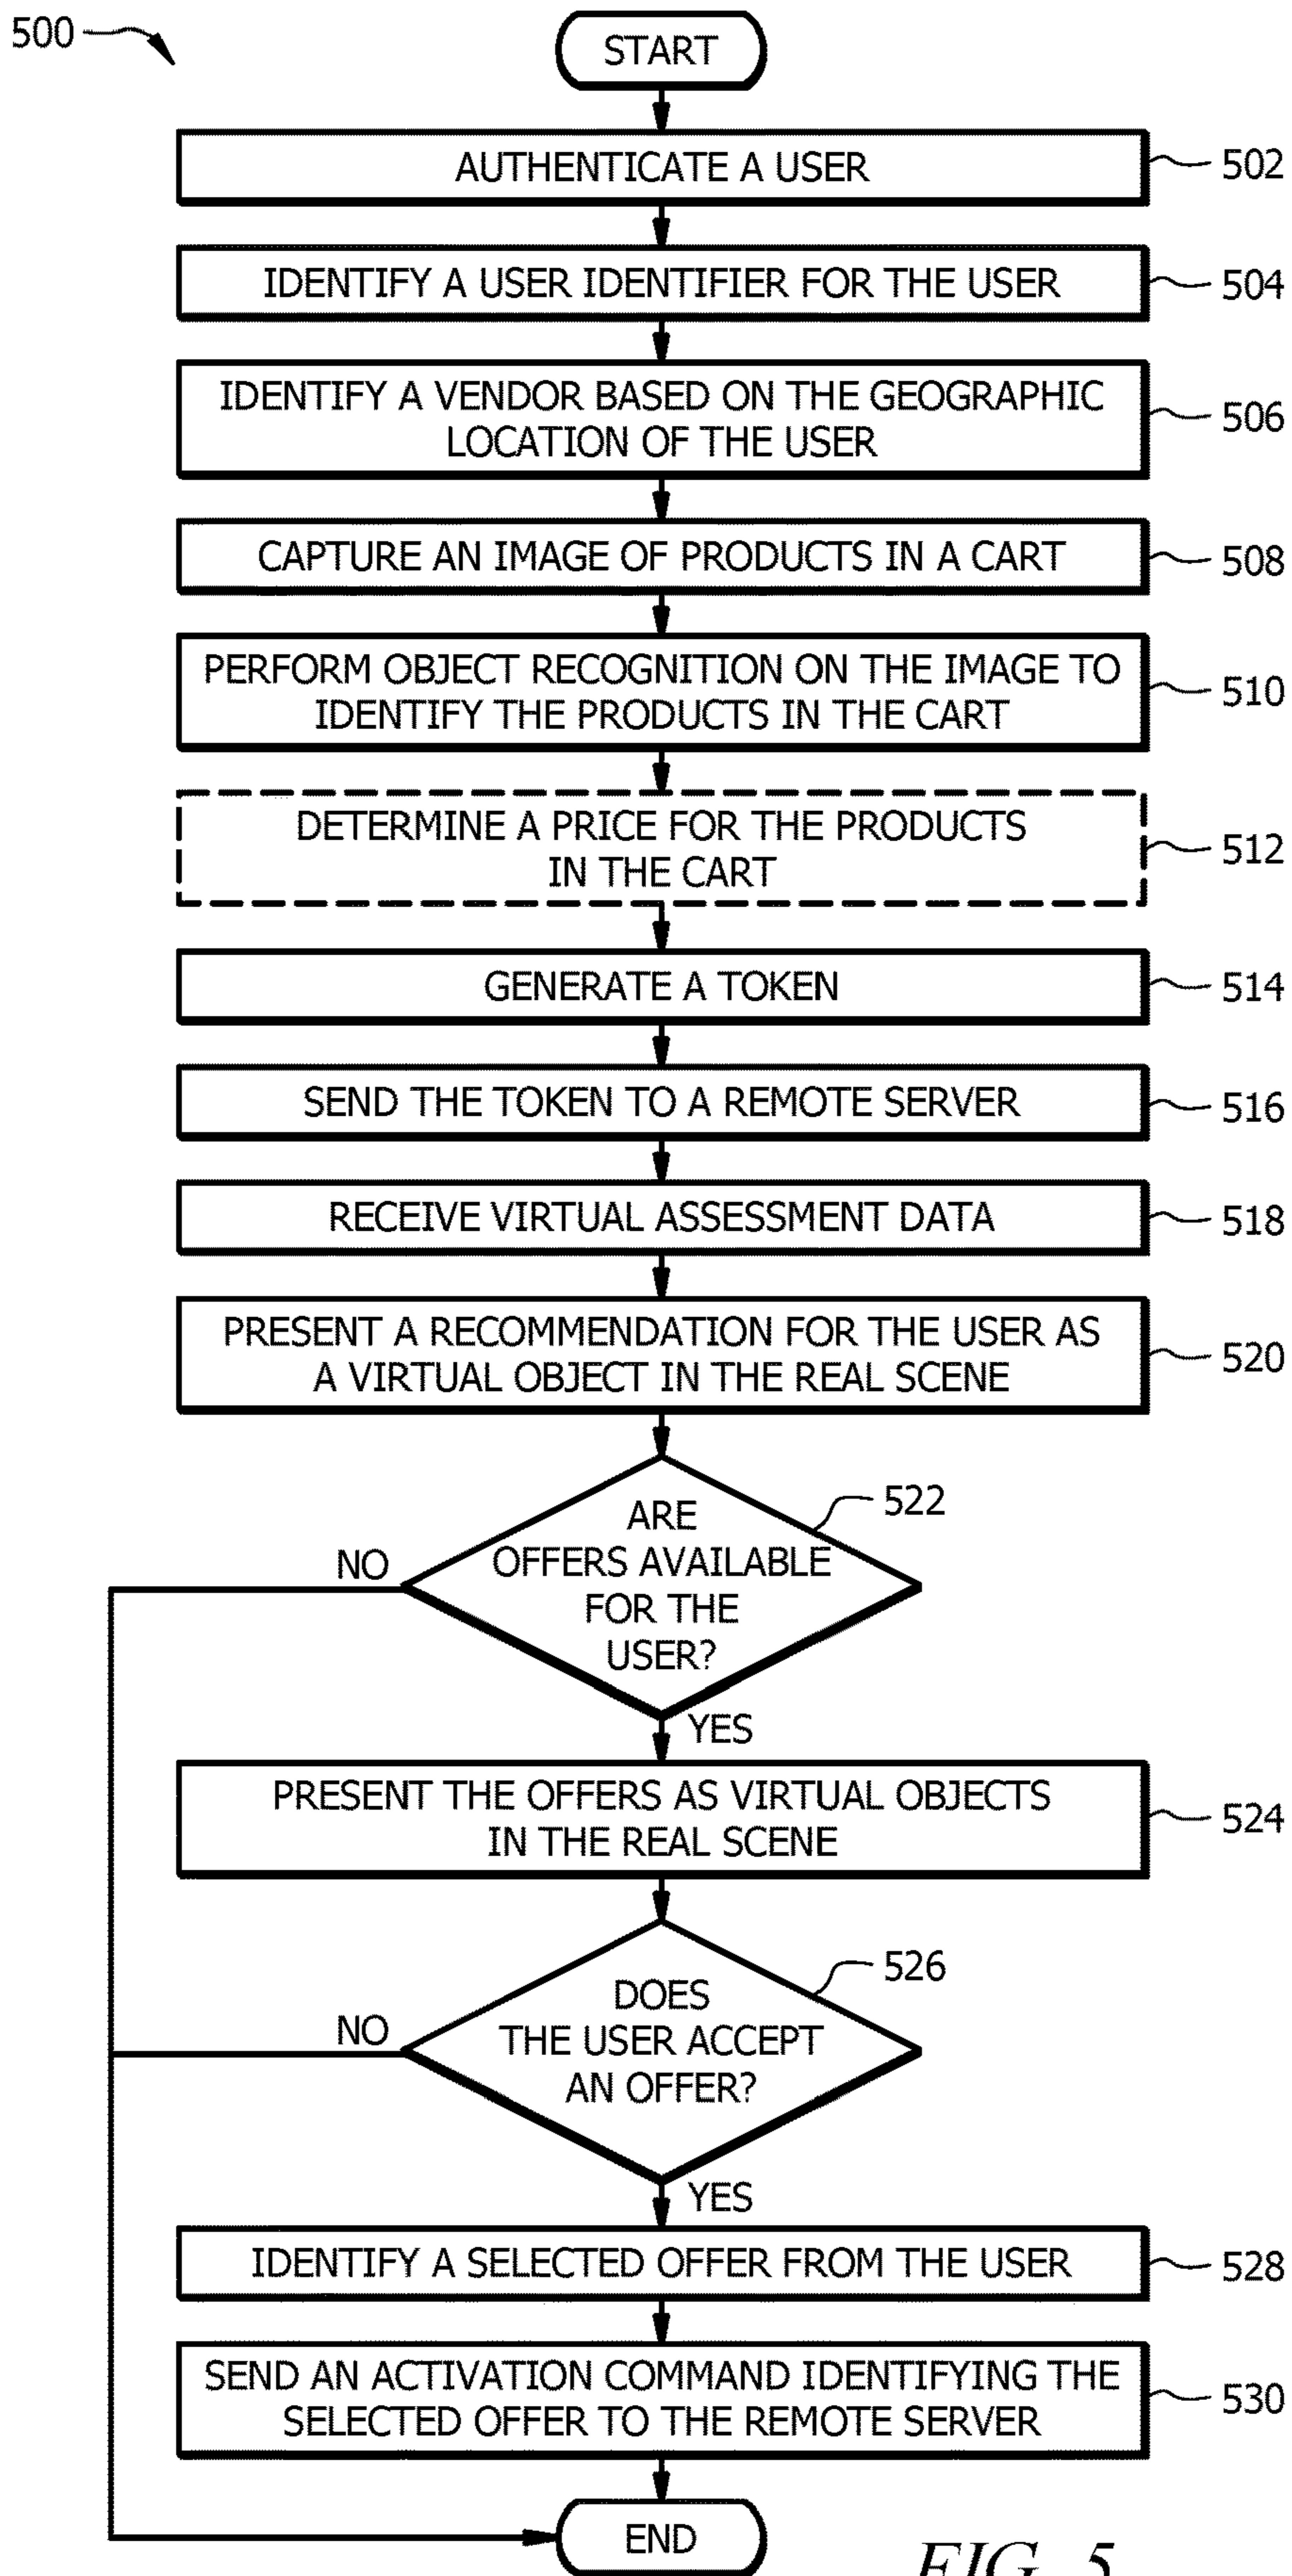 500
START
AUTHENTICATE A USER
502
IDENTIFY A USER IDENTIFIER FOR THE USER
504
IDENTIFY A VENDOR BASED ON THE GEOGRAPHIC
LOCATION OF THE USER
506
CAPTURE AN IMAGE OF PRODUCTS IN A CART
508
PERFORM OBJECT RECOGNITION ON THE IMAGE TO
IDENTIFY THE PRODUCTS IN THE CART
510
DETERMINE A PRICE FOR THE PRODUCTS
IN THE CART
512
GENERATE A TOKEN
514
SEND THE TOKEN TO A REMOTE SERVER
516
RECEIVE VIRTUAL ASSESSMENT DATA
518
PRESENT A RECOMMENDATION FOR THE USER AS
A VIRTUAL OBJECT IN THE REAL SCENE
520
ARE
OFFERS AVAILABLE
FOR THE
USER?
522
NO
YES
PRESENT THE OFFERS AS VIRTUAL OBJECTS
IN THE REAL SCENE
524
DOES
THE USER ACCEPT
AN OFFER?
526
NO
YES
IDENTIFY A SELECTED OFFER FROM THE USER
528
SEND AN ACTIVATION COMMAND IDENTIFYING THE
SELECTED OFFER TO THE REMOTE SERVER
530
END
FIG. 5